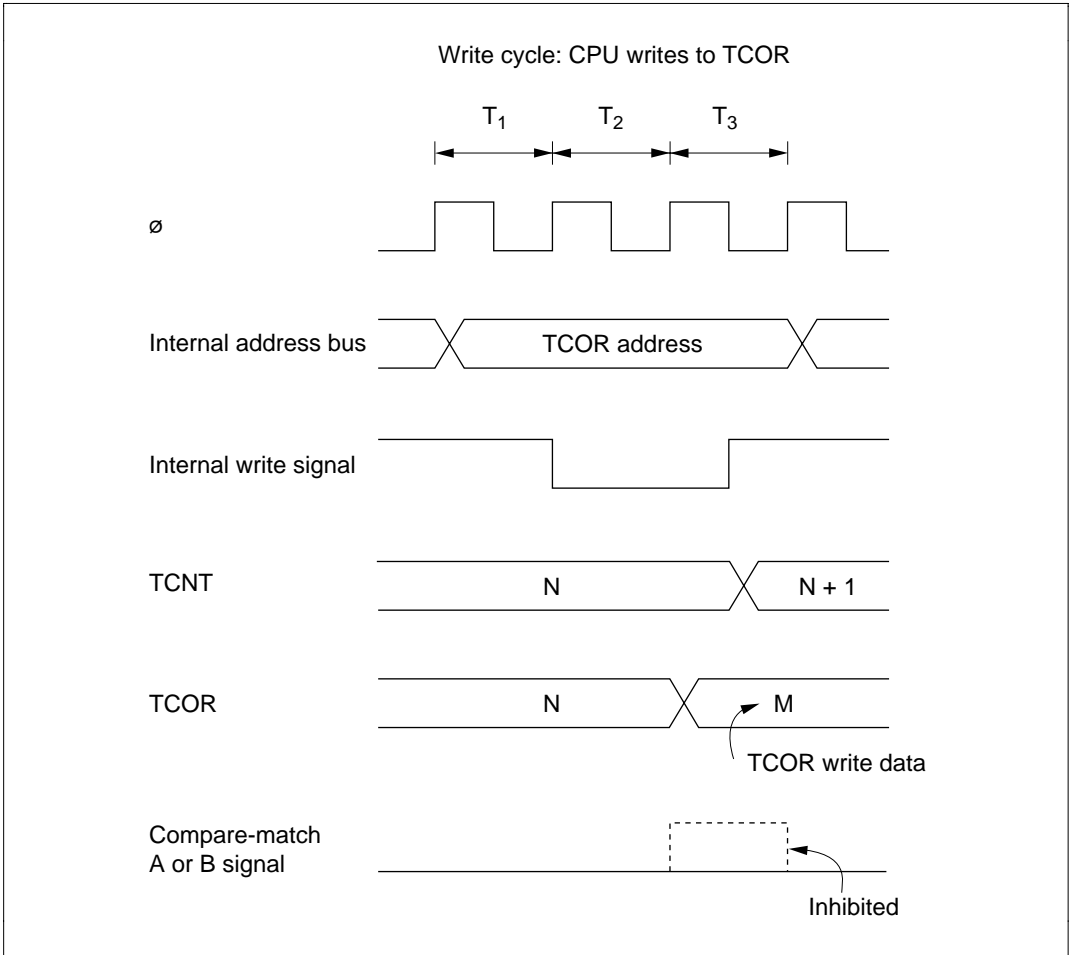 Write cycle: CPU writes to TCOR
T1 T2 T3
ø
Internal address bus
TCOR address
Internal write signal
TCNT
N
N + 1
TCOR
N
M
TCOR write data
Compare-match
A or B signal
Inhibited